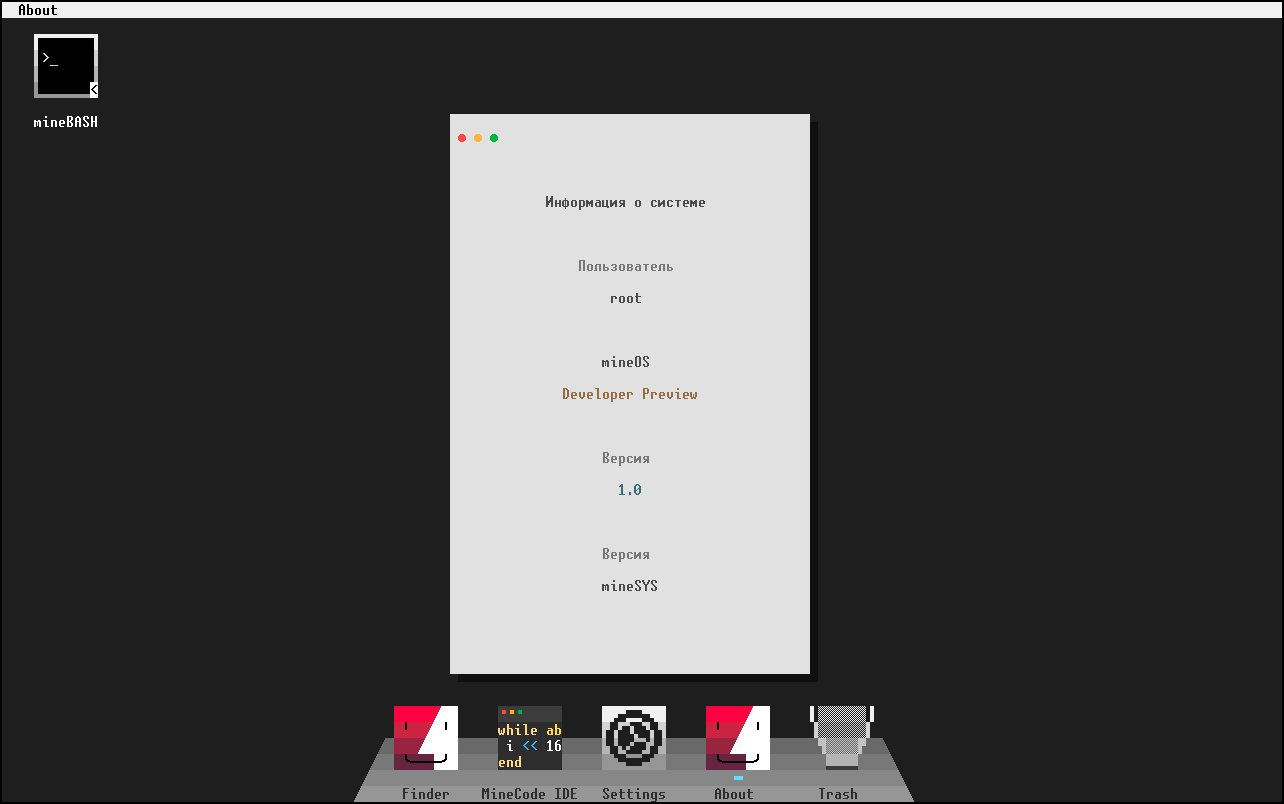 About
>_
<
mineBASH
Информация о системе
Пользователь
root
mineOS
Developer Preview
Версия
1.0
Версия
mineSYS
while ab
i << 16
end
Finder
MineCode IDE
Settings
About
Trash